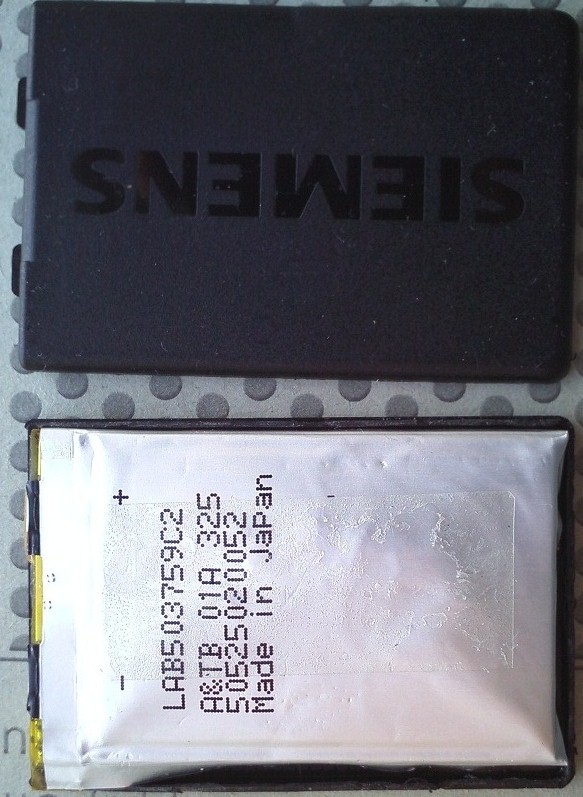 SIEMENS
+ -
LAB503759C2
A&TB 01A 325
50525020052
Made in JaPan
n